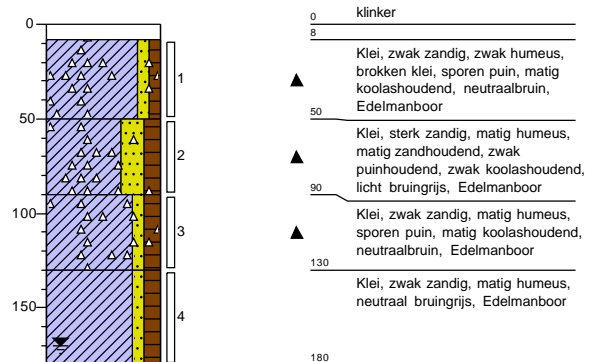 0
50
100
150
1
2
3
4
0
klinker
8
Klei, zwak zandig, zwak humeus,
brokken klei, sporen puin, matig
koolashoudend, neutraalbruin,
Edelmanboor
50
Klei, sterk zandig, matig humeus,
matig zandhoudend, zwak
puinhoudend, zwak koolashoudend,
licht bruingrijs, Edelmanboor
90
Klei, zwak zandig, matig humeus,
sporen puin, matig koolashoudend,
neutraalbruin, Edelmanboor
130
Klei, zwak zandig, matig humeus,
neutraal bruingrijs, Edelmanboor
180